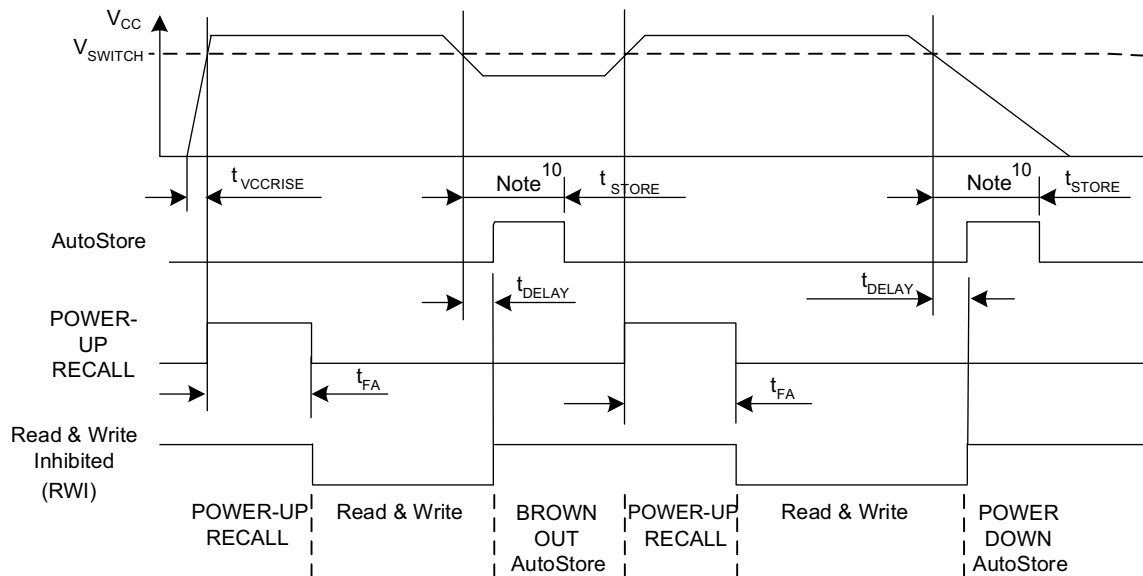 VCC
VSWITCH
tVCCRISE
Note10
tSTORE
Note10
tSTORE
AutoStore
tDELAY
tDELAY
POWER-
UP
RECALL
tFA
tFA
Read & Write
Inhibited
(RWI)
POWER-UP
RECALL
Read & Write
BROWN
OUT
AutoStore
POWER-UP
RECALL
Read & Write
POWER
DOWN
AutoStore